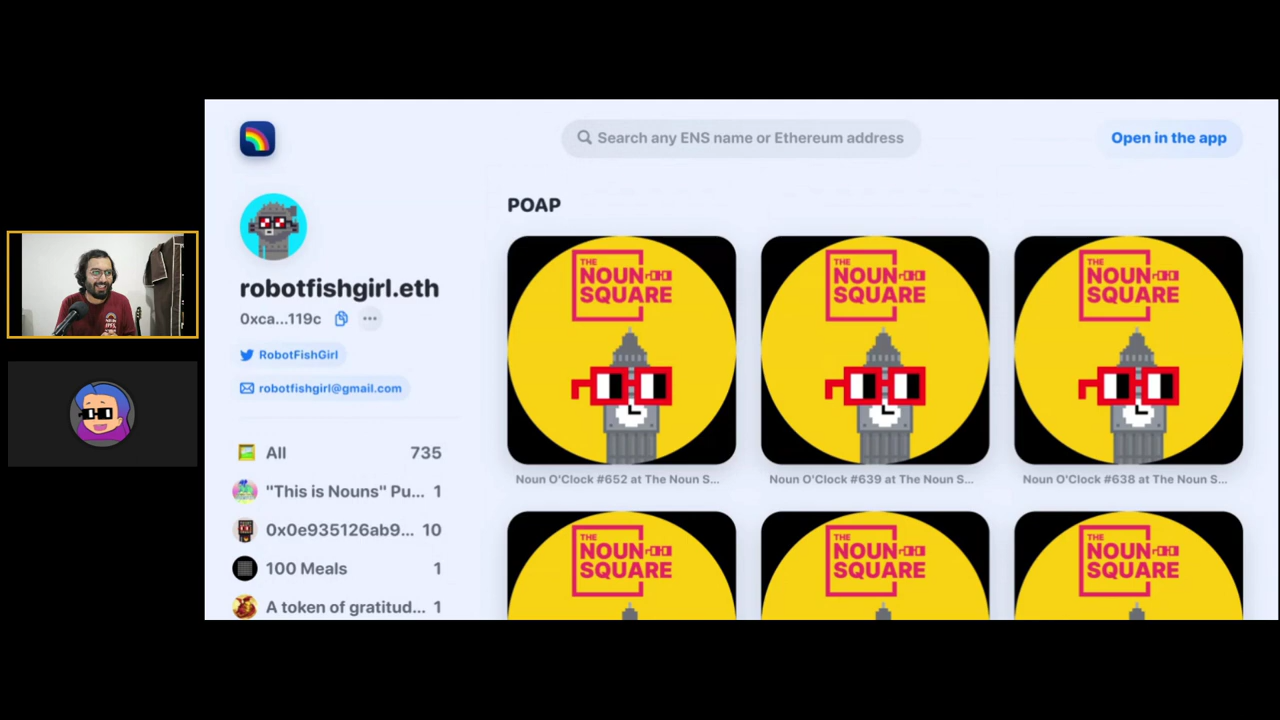 Search any ENS name or Ethereum address
Open in the app
robotfishgirl.eth
0xca...119c
RobotFishGirl
robotfishgirl@gmail.com
All 735
"This is Nouns" Pu... 1
0x0e935126ab9... 10
100 Meals 1
A token of gratitud... 1
POAP
THE
NOUN
SQUARE
THE
NOUN
SQUARE
THE
NOUN
SQUARE
Noun O'Clock #652 at The Noun S...
Noun O'Clock #639 at The Noun S...
Noun O'Clock #638 at The Noun S...
THE
NOUN
SQUARE
THE
NOUN
SQUARE
THE
NOUN
SQUARE